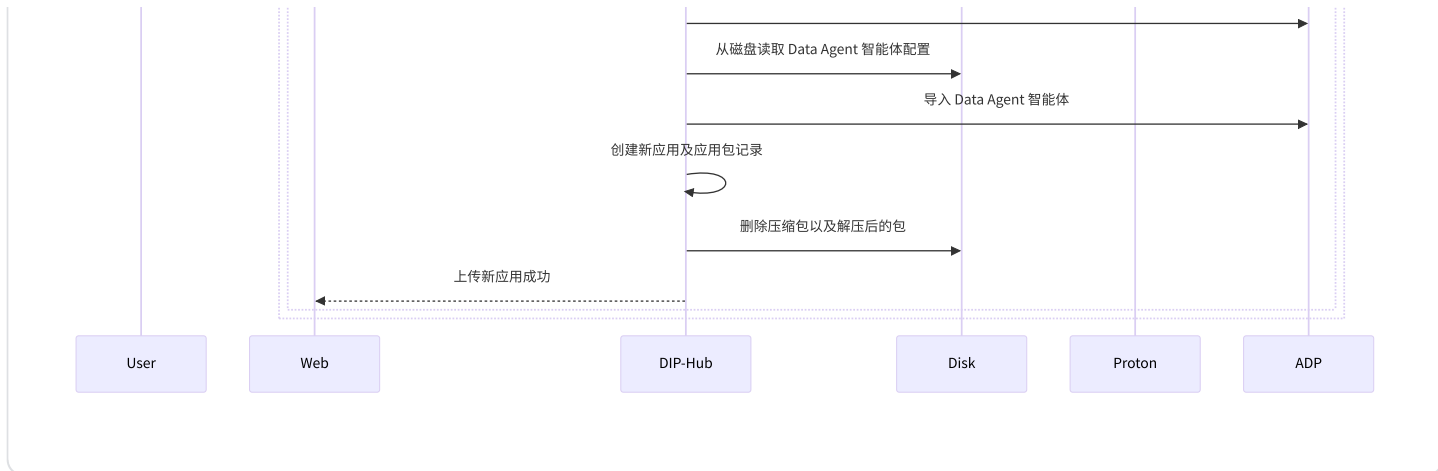 从磁盘读取 Data Agent 智能体配置
导入 Data Agent 智能体
创建新应用及应用包记录
删除压缩包以及解压后的包
上传新应用成功
User
Web
DIP-Hub
Disk
Proton
ADP